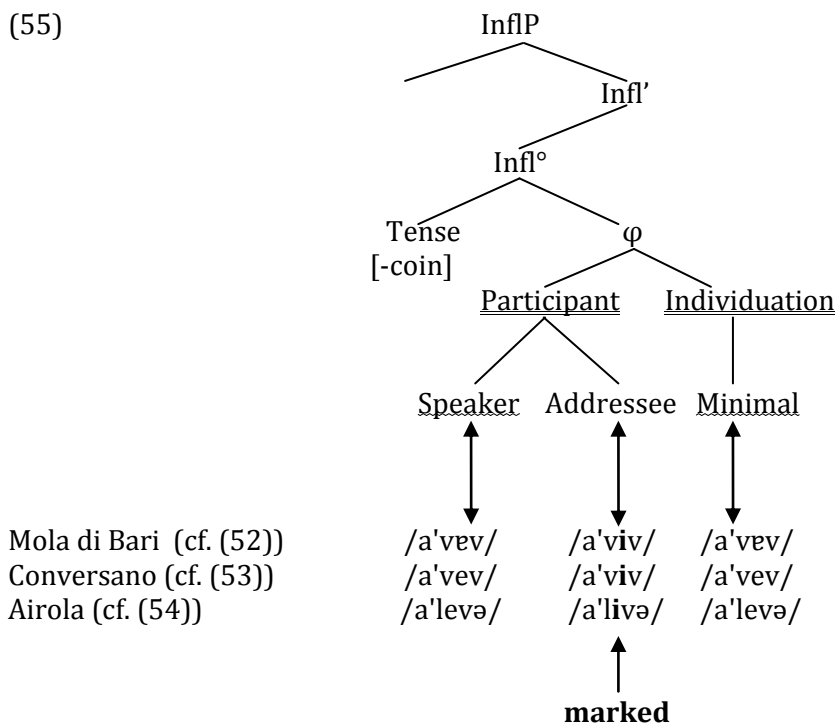 (55) InflP
Infl’
Infl°
Tense φ
[-coin]
Participant Individuation
Speaker Addressee Minimal
Mola di Bari (cf. (52)) /a'vɐv/ /a'viv/ /a'vɐv/
Conversano (cf. (53)) /a'vev/ /a'viv/ /a'vev/
Airola (cf. (54)) /a'levə/ /a'livə/ /a'levə/
marked